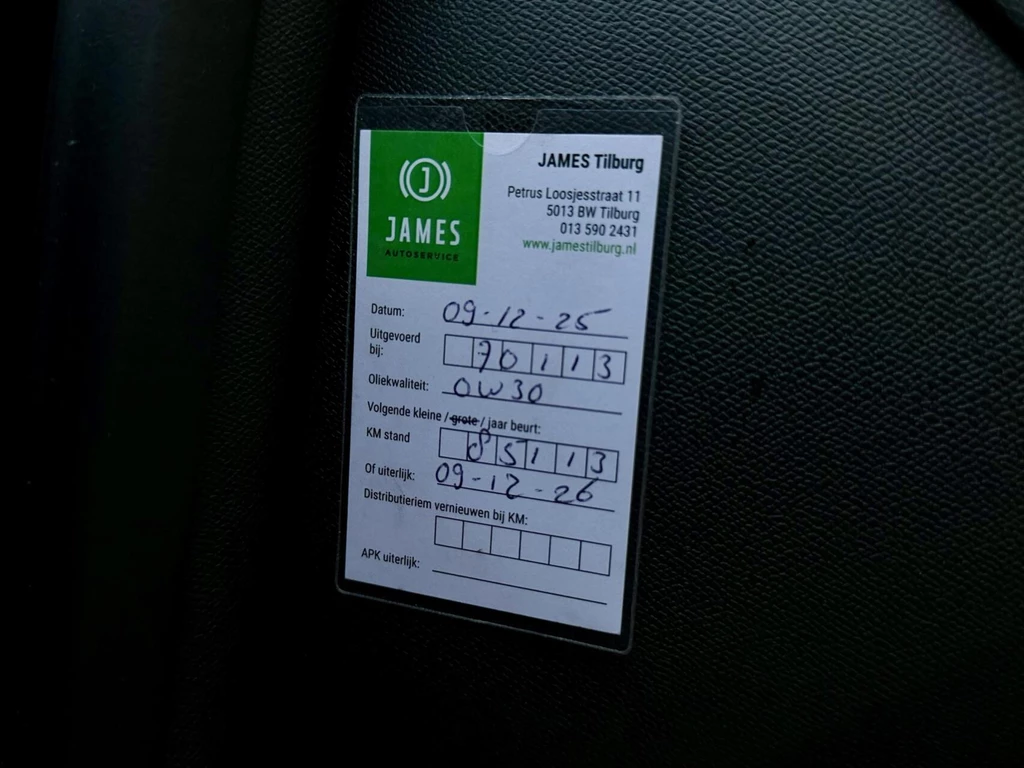 J
JAMES
AUTOSERVICE
JAMES Tilburg
Petrus Loosjesstraat 11
5013 BW Tilburg
013 590 2431
www.jamestilburg.nl
Datum: 09-12-25
Uitgevoerd bij: 70113
Oliekwaliteit: 0W30
Volgende kleine / grote / jaar beurt:
KM stand 85113
Of uiterlijk: 09-12-26
Distributieriem vernieuwen bij KM:
APK uiterlijk: